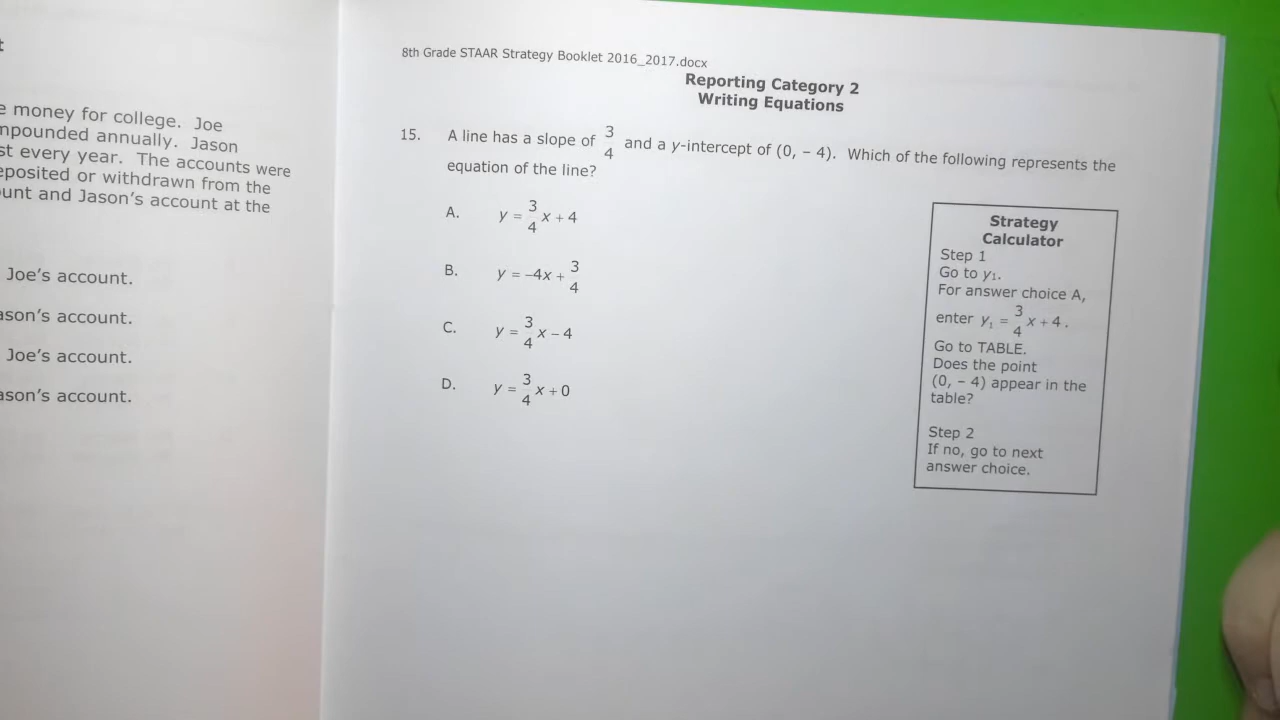 t
e money for college. Joe
mpounded annually. Jason
st every year. The accounts were
eposited or withdrawn from the
unt and Jason's account at the
Joe's account.
ason's account.
Joe's account.
ason's account.
8th Grade STAAR Strategy Booklet 2016_2017.docx
Reporting Category 2
Writing Equations
15. A line has a slope of 3/4 and a y-intercept of (0, – 4). Which of the following represents the
equation of the line?
A. y = 3/4 x + 4
B. y = –4x + 3/4
C. y = 3/4 x – 4
D. y = 3/4 x + 0
Strategy
Calculator
Step 1
Go to y₁.
For answer choice A,
enter y₁ = 3/4 x + 4.
Go to TABLE.
Does the point
(0, – 4) appear in the
table?
Step 2
If no, go to next
answer choice.